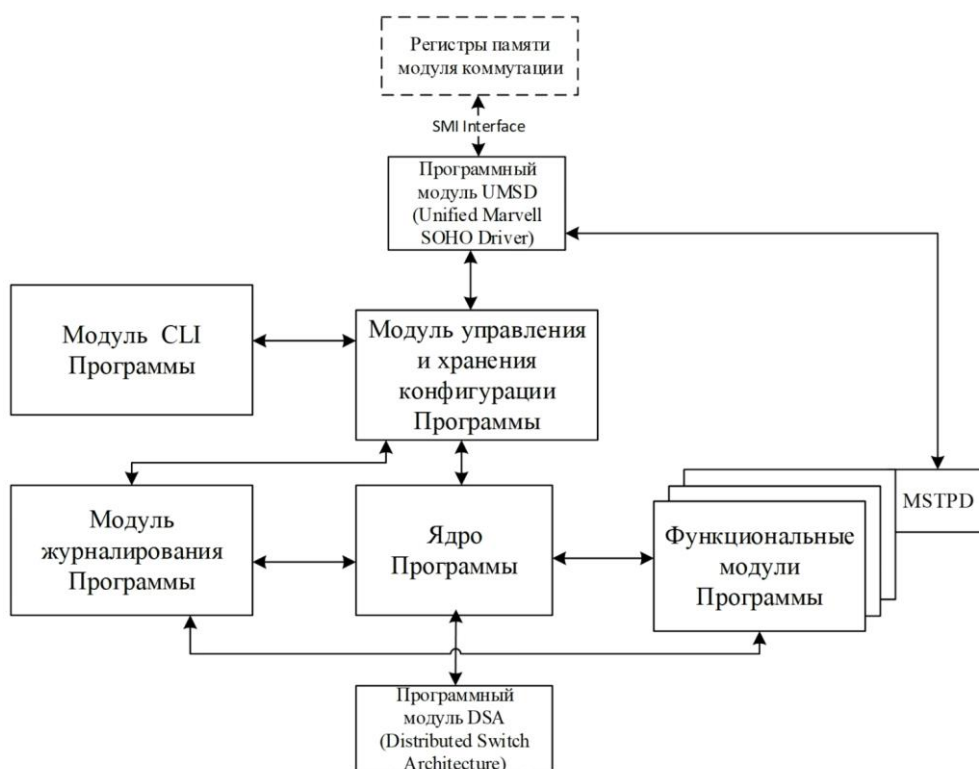 Регистры памяти
модуля коммутации
SMI Interface
Программный
модуль UMSD
(Unified Marvell
SOHO Driver)
Модуль CLI
Программы
Модуль управления
и хранения
конфигурации
Программы
Модуль
журналирования
Программы
Ядро
Программы
Функциональные
модули
Программы
MSTPD
Программный
модуль DSA
(Distributed Switch
Architecture)